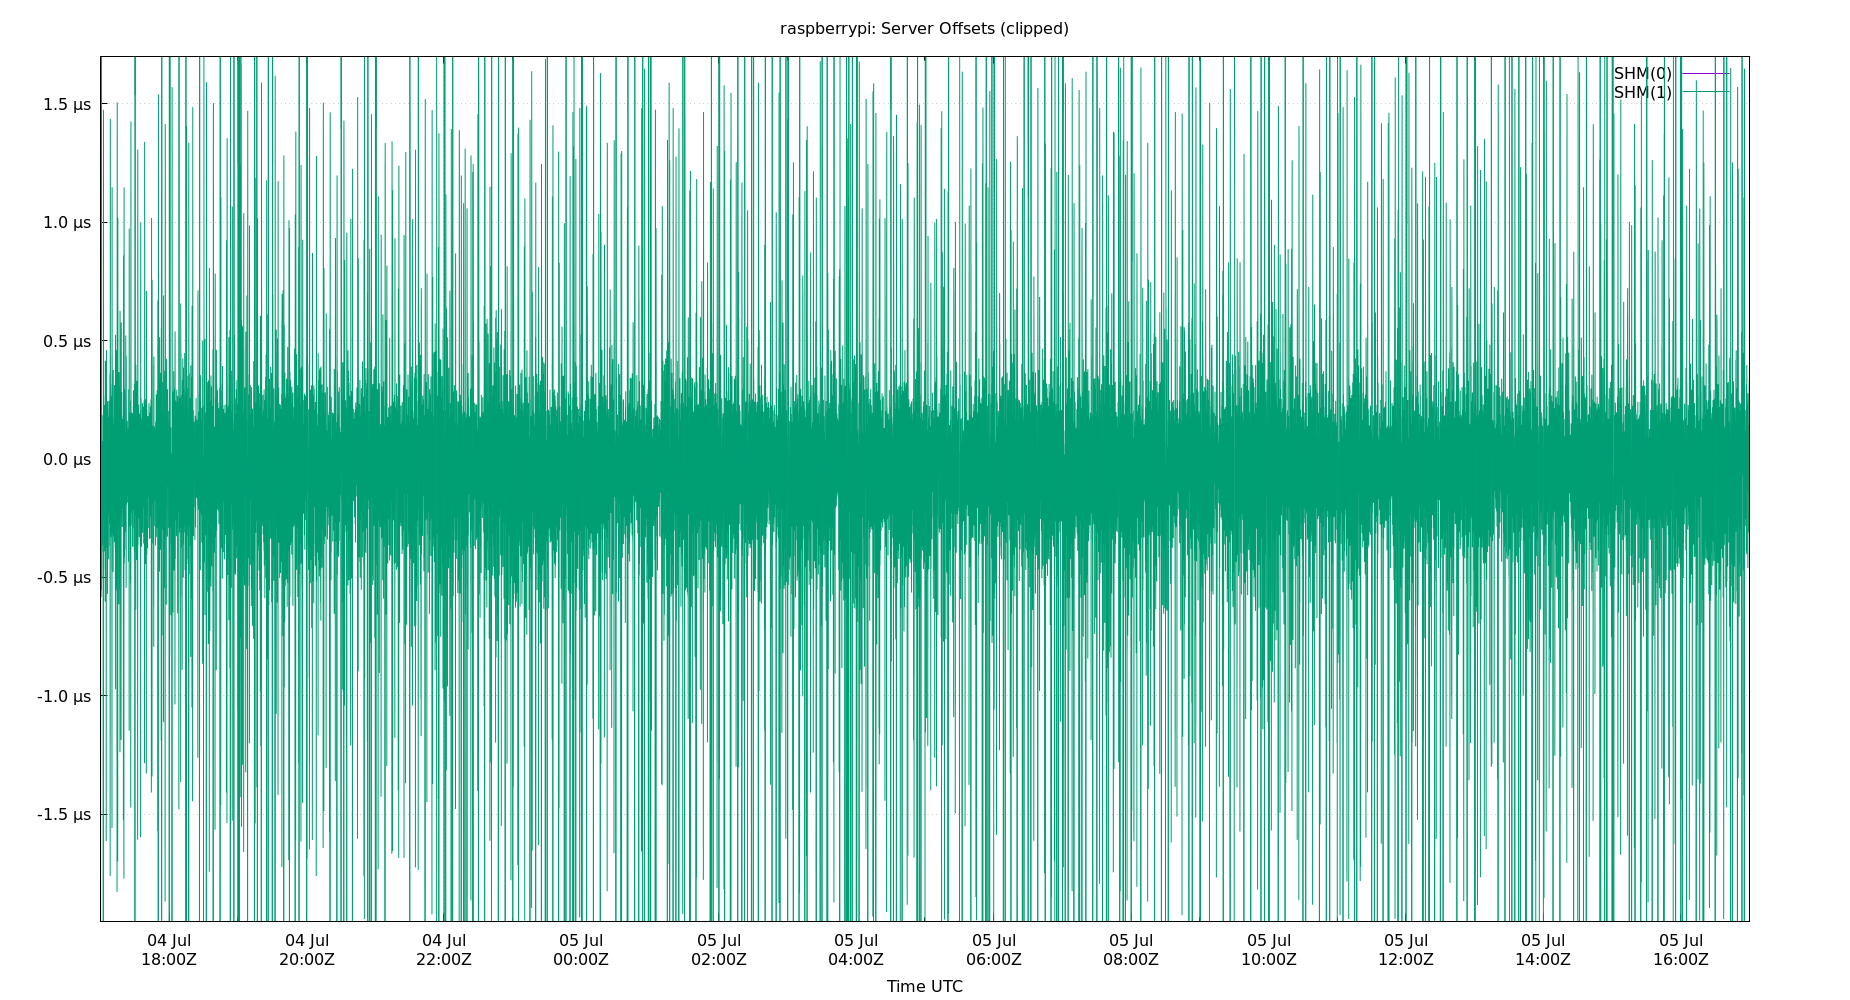 raspberrypi: Server Offsets (clipped)
SHM(0)
SHM(1)
1.5 µs
1.0 µs
0.5 µs
0.0 µs
-0.5 µs
-1.0 µs
-1.5 µs
04 Jul 04 Jul 04 Jul 05 Jul 05 Jul 05 Jul 05 Jul 05 Jul 05 Jul 05 Jul 05 Jul 05 Jul
18:00Z 20:00Z 22:00Z 00:00Z 02:00Z 04:00Z 06:00Z 08:00Z 10:00Z 12:00Z 14:00Z 16:00Z
Time UTC